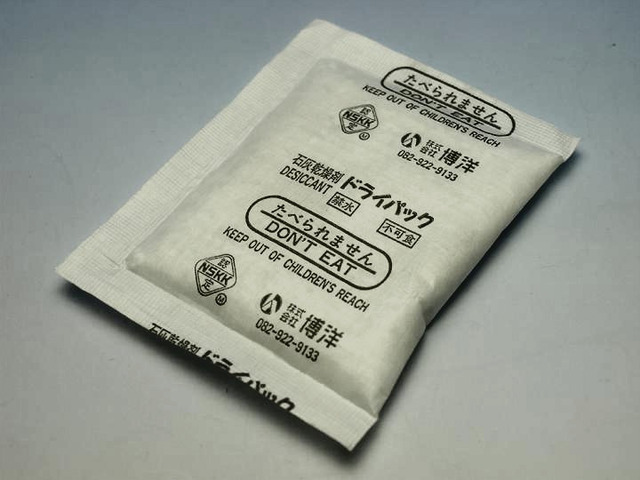 たべられません
DON'T EAT
KEEP OUT OF CHILDREN'S REACH
認
NSKK
定
M
株式
会社 博洋
082-922-9133
石灰乾燥剤 ドライパック
DESICCANT 禁水 不可食
たべられません
DON'T EAT
KEEP OUT OF CHILDREN'S REACH
認
NSKK
定
M
株式
会社 博洋
082-922-9133
石灰乾燥剤 ドライパック